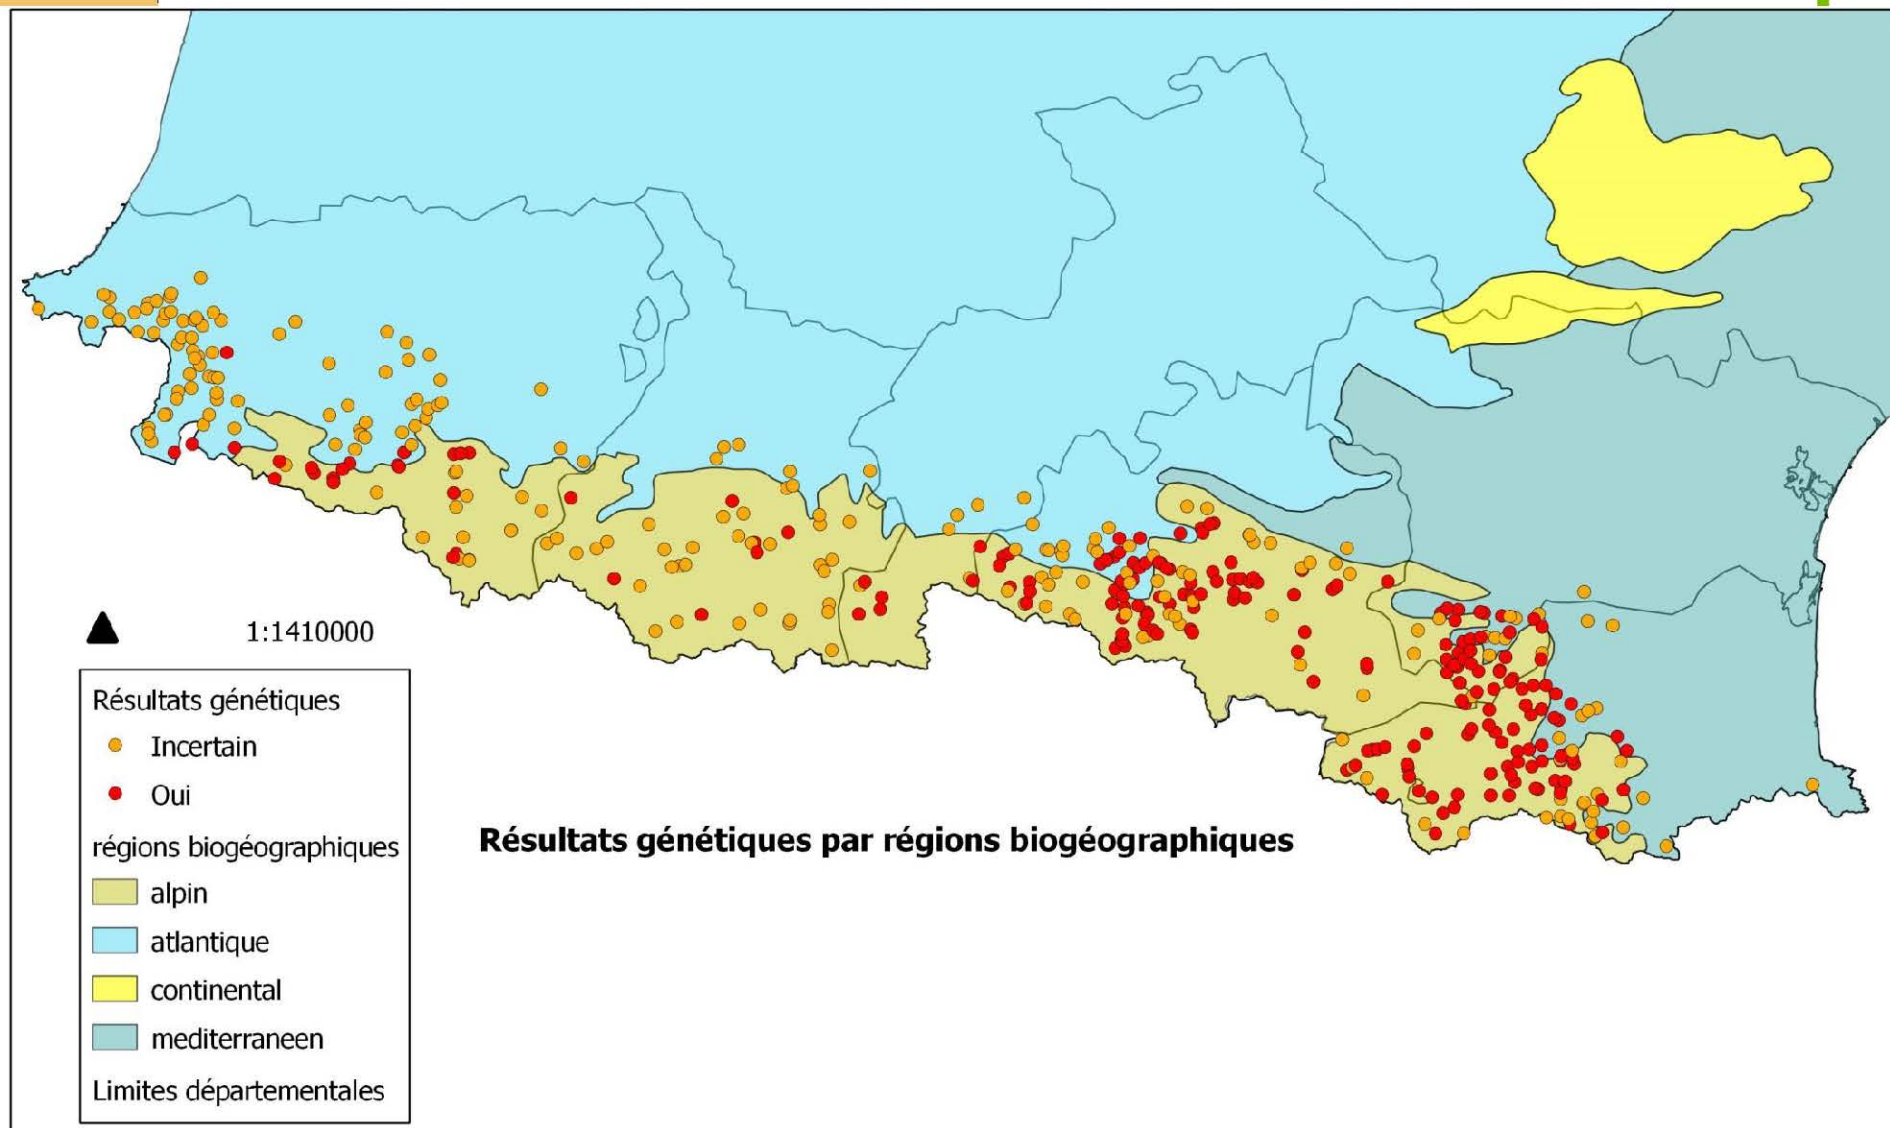 1:1410000
Résultats génétiques
Incertain
Oui
régions biogéographiques
alpin
atlantique
continental
mediterraneen
Limites départementales
Résultats génétiques par régions biogéographiques